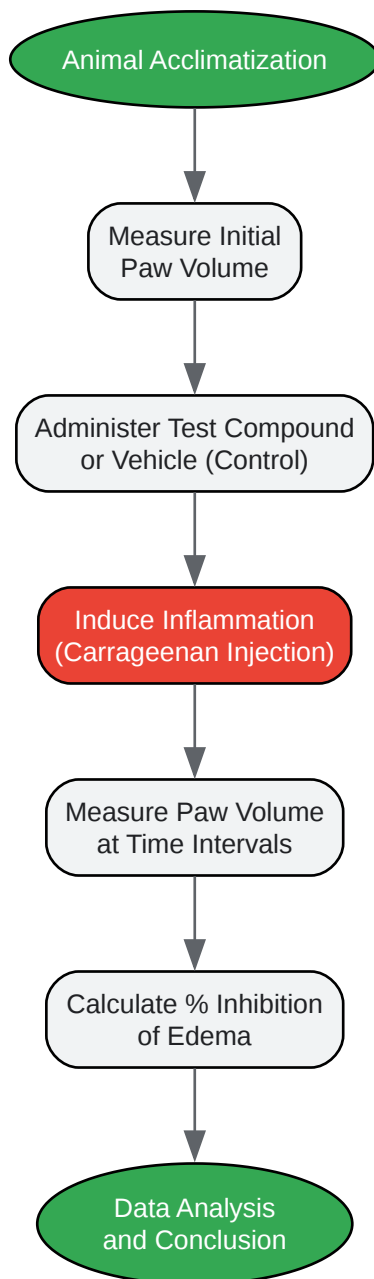 Animal Acclimatization
Measure Initial
Paw Volume
Administer Test Compound
or Vehicle (Control)
Induce Inflammation
(Carrageenan Injection)
Measure Paw Volume
at Time Intervals
Calculate % Inhibition
of Edema
Data Analysis
and Conclusion